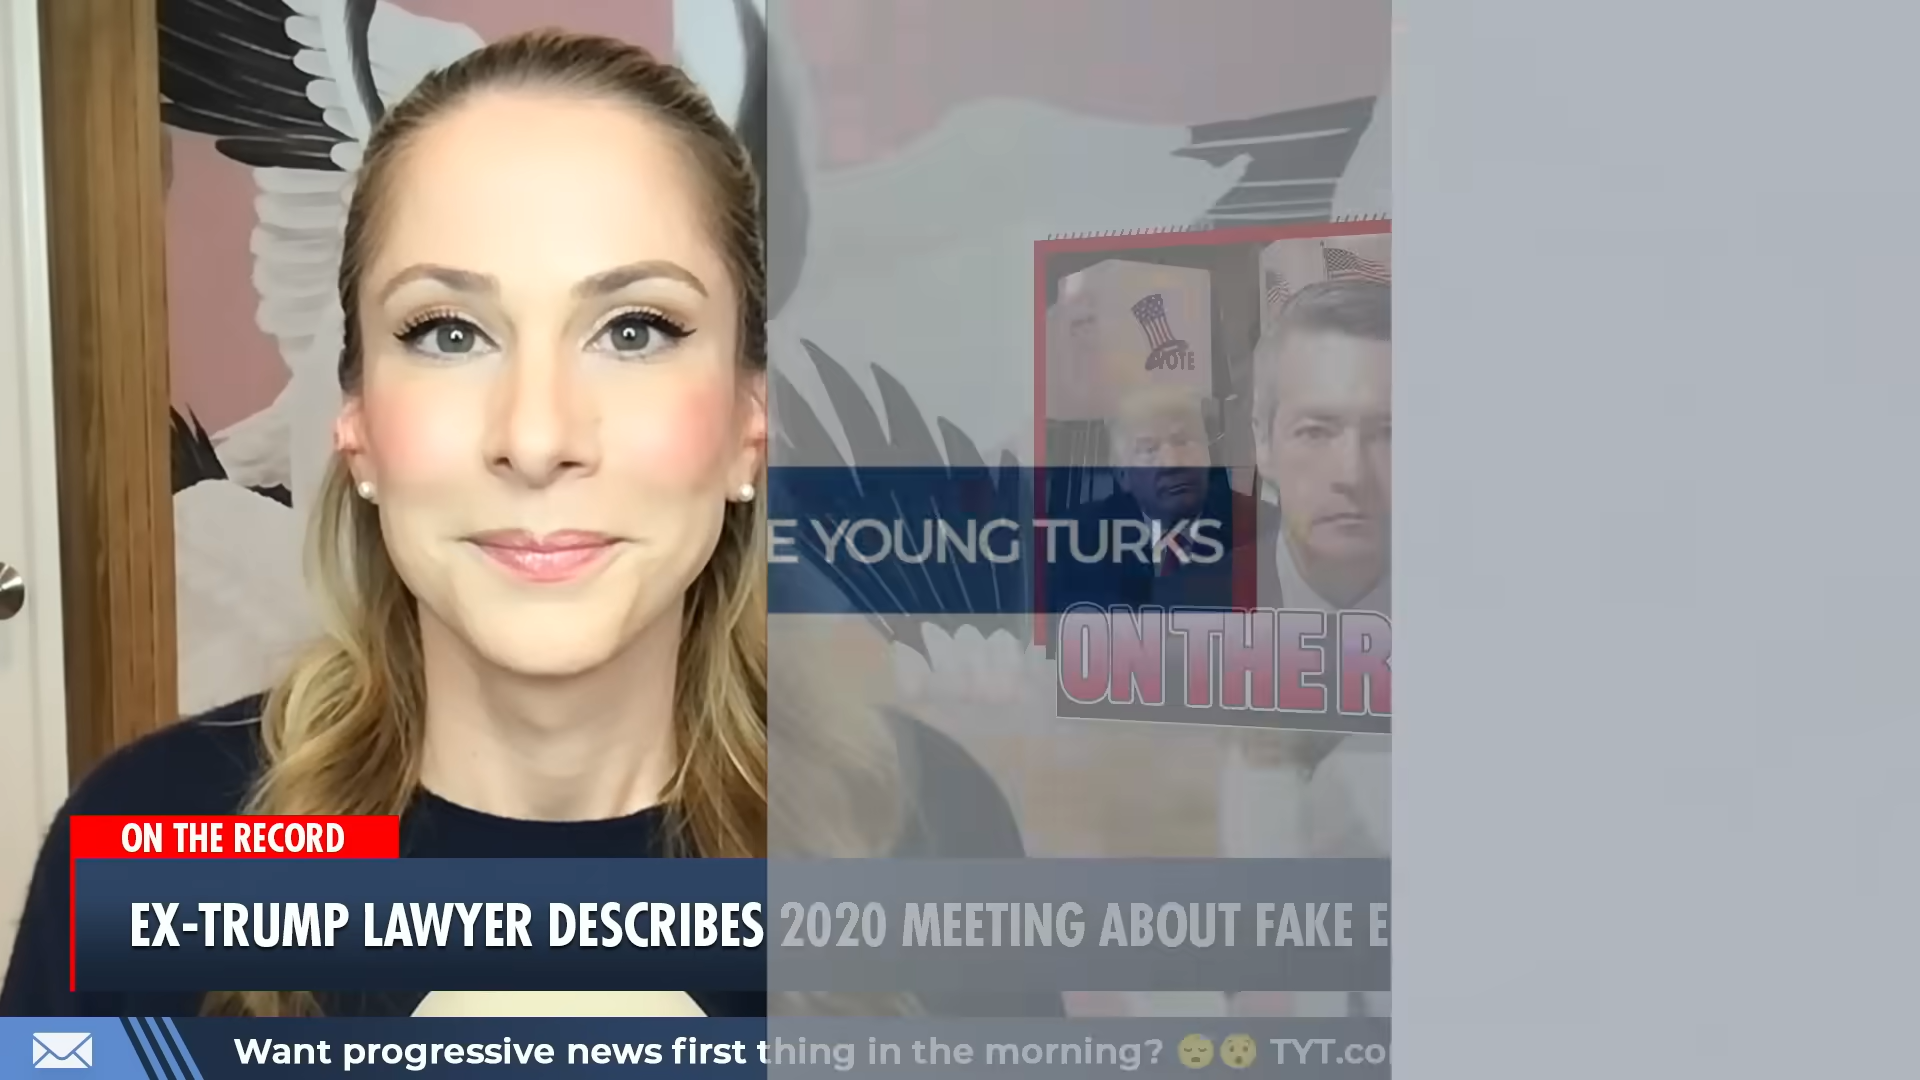 VOTE
E YOUNG TURKS
ON THE R
ON THE RECORD
EX-TRUMP LAWYER DESCRIBES 2020 MEETING ABOUT FAKE E
Want progressive news first thing in the morning? 😴😯 TYT.co